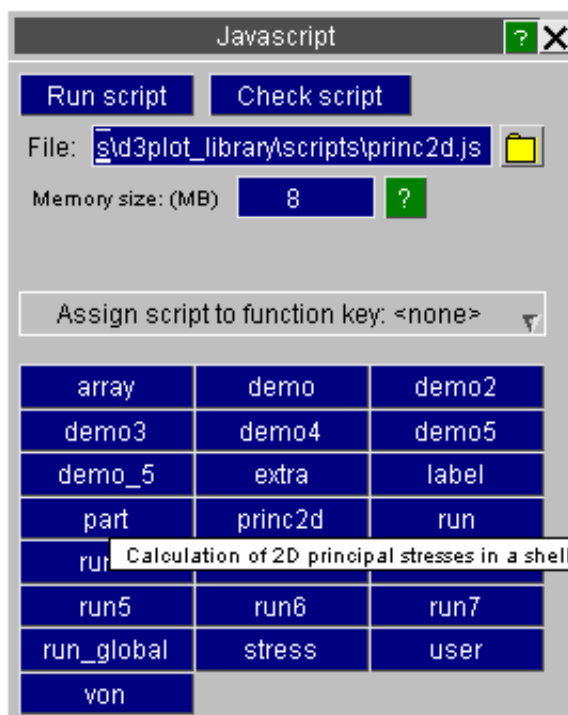 Javascript ? X
Run script Check script
File: s\d3plot_library\scripts\princ2d.js
Memory size: (MB) 8 ?
Assign script to function key: <none>
array demo demo2
demo3 demo4 demo5
demo_5 extra label
part princ2d run
Calculation of 2D principal stresses in a shell
run5 run6 run7
run_global stress user
von